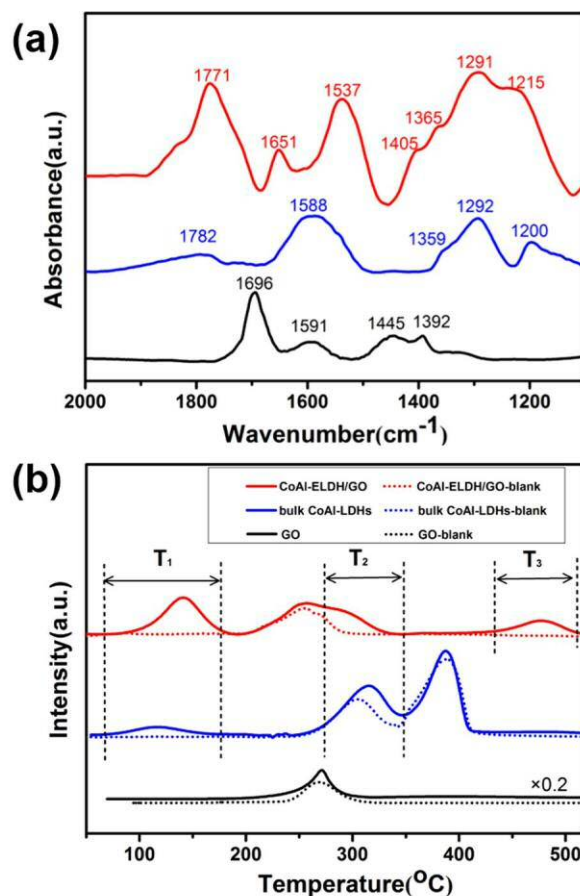 (a)
1771
1651
1537
1405
1365
1291
1215
1782
1588
1359
1292
1200
1696
1591
1445
1392
Absorbance(a.u.)
2000 1800 1600 1400 1200
Wavenumber(cm-1)
(b)
CoAl-ELDH/GO CoAl-ELDH/GO-blank
bulk CoAl-LDHs bulk CoAl-LDHs-blank
GO GO-blank
T1 T2 T3
×0.2
Intensity(a.u.)
100 200 300 400 500
Temperature(°C)